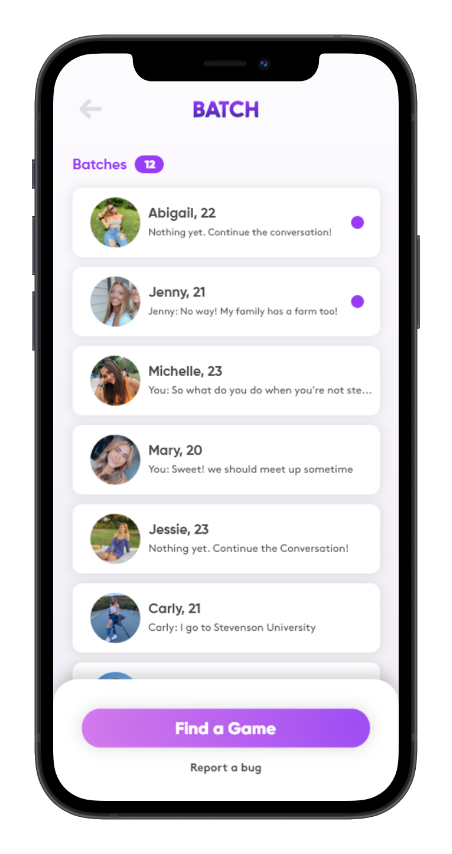 BATCH
Batches 12
Abigail, 22
Nothing yet. Continue the conversation!
Jenny, 21
Jenny: No way! My family has a farm too!
Michelle, 23
You: So what do you do when you're not ste...
Mary, 20
You: Sweet! we should meet up sometime
Jessie, 23
Nothing yet. Continue the Conversation!
Carly, 21
Carly: I go to Stevenson University
Find a Game
Report a bug